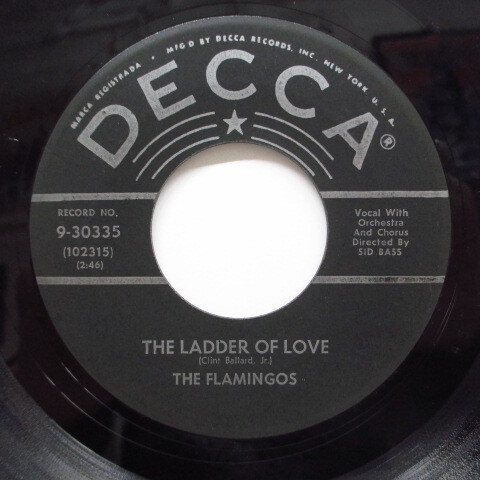 MARCA REGISTRADA • MFG'D BY DECCA RECORDS, INC., NEW YORK, U.S.A.
DECCA®
RECORD NO.
9-30335
(102315)
(2:46)
Vocal With
Orchestra
And Chorus
Directed By
SID BASS
THE LADDER OF LOVE
(Clint Ballard, Jr.)
THE FLAMINGOS